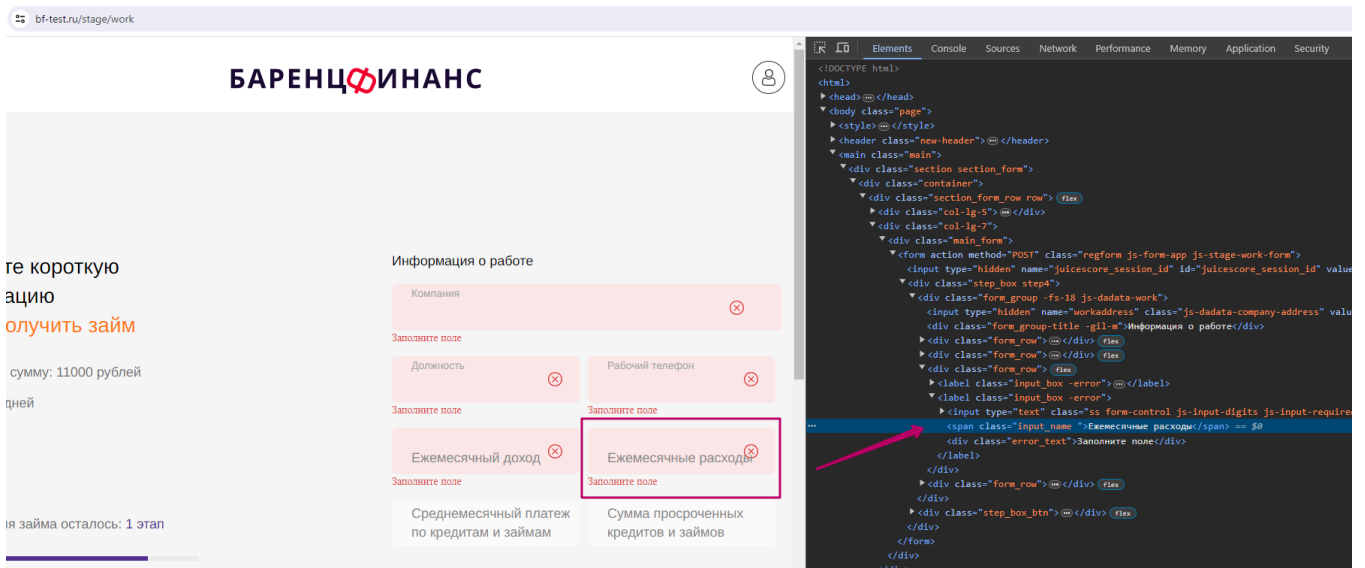 bf-test.ru/stage/work
БАРЕНЦФИНАНС
те короткую
ацию
олучить займ
сумму: 11000 рублей
дней
я займа осталось: 1 этап
Информация о работе
Компания
Заполните поле
Должность
Рабочий телефон
Заполните поле
Заполните поле
Ежемесячный доход
Ежемесячные расходы
Заполните поле
Заполните поле
Среднемесячный платеж
по кредитам и займам
Сумма просроченных
кредитов и займов
Elements Console Sources Network Performance Memory Application Security
<!DOCTYPE html>
<html>
<head> ⋯ </head>
<body class="page">
<style> ⋯ </style>
<header class="new-header"> ⋯ </header>
<main class="main">
<div class="section section_form">
<div class="container">
<div class="section_form_row row"> flex
<div class="col-lg-5"> ⋯ </div>
<div class="col-lg-7">
<div class="main_form">
<form action method="POST" class="regform js-form-app js-stage-work-form">
<input type="hidden" name="juicescore_session_id" id="juicescore_session_id" value
<div class="step_box step4">
<div class="form_group -fs-18 js-dadata-work">
<input type="hidden" name="workaddress" class="js-dadata-company-address" valu
<div class="form_group-title -gil-m">Информация о работе</div>
<div class="form_row"> ⋯ </div> flex
<div class="form_row"> ⋯ </div> flex
<div class="form_row"> flex
<label class="input_box -error"> ⋯ </label>
<label class="input_box -error">
<input type="text" class="ss form-control js-input-digits js-input-require
<span class="input_name ">Ежемесячные расходы</span> == $0
<div class="error_text">Заполните поле</div>
</label>
</div>
<div class="form_row"> ⋯ </div> flex
</div>
<div class="step_box_btn"> ⋯ </div> flex
</div>
</form>
</div>